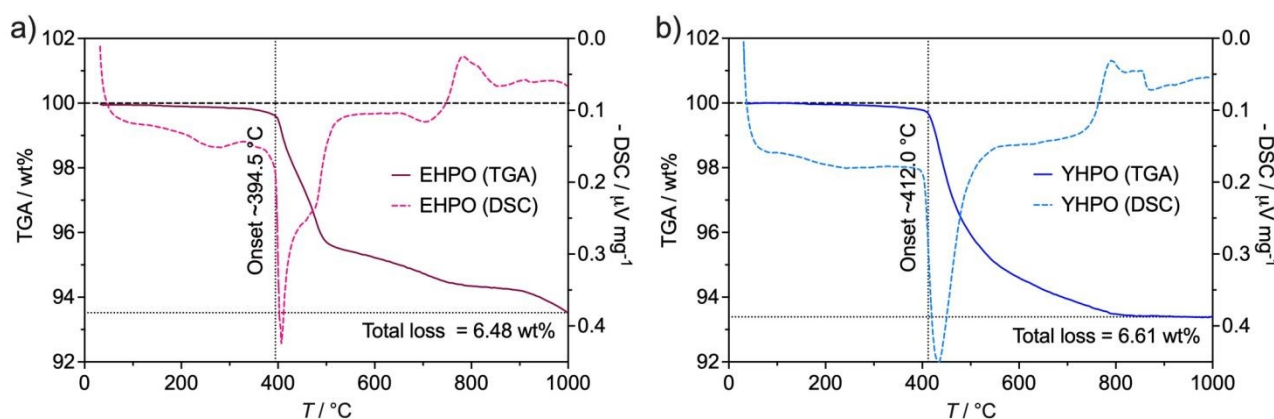 a)
102
100
98
96
94
92
TGA / wt%
0
200
400
600
800
1000
T / °C
0.0
-0.1
-0.2
-0.3
-0.4
- DSC / μV mg-1
Onset ~394.5 °C
EHPO (TGA)
EHPO (DSC)
Total loss = 6.48 wt%
b)
102
100
98
96
94
92
TGA / wt%
0
200
400
600
800
1000
T / °C
0.0
-0.1
-0.2
-0.3
-0.4
- DSC / μV mg-1
Onset ~412.0 °C
YHPO (TGA)
YHPO (DSC)
Total loss = 6.61 wt%